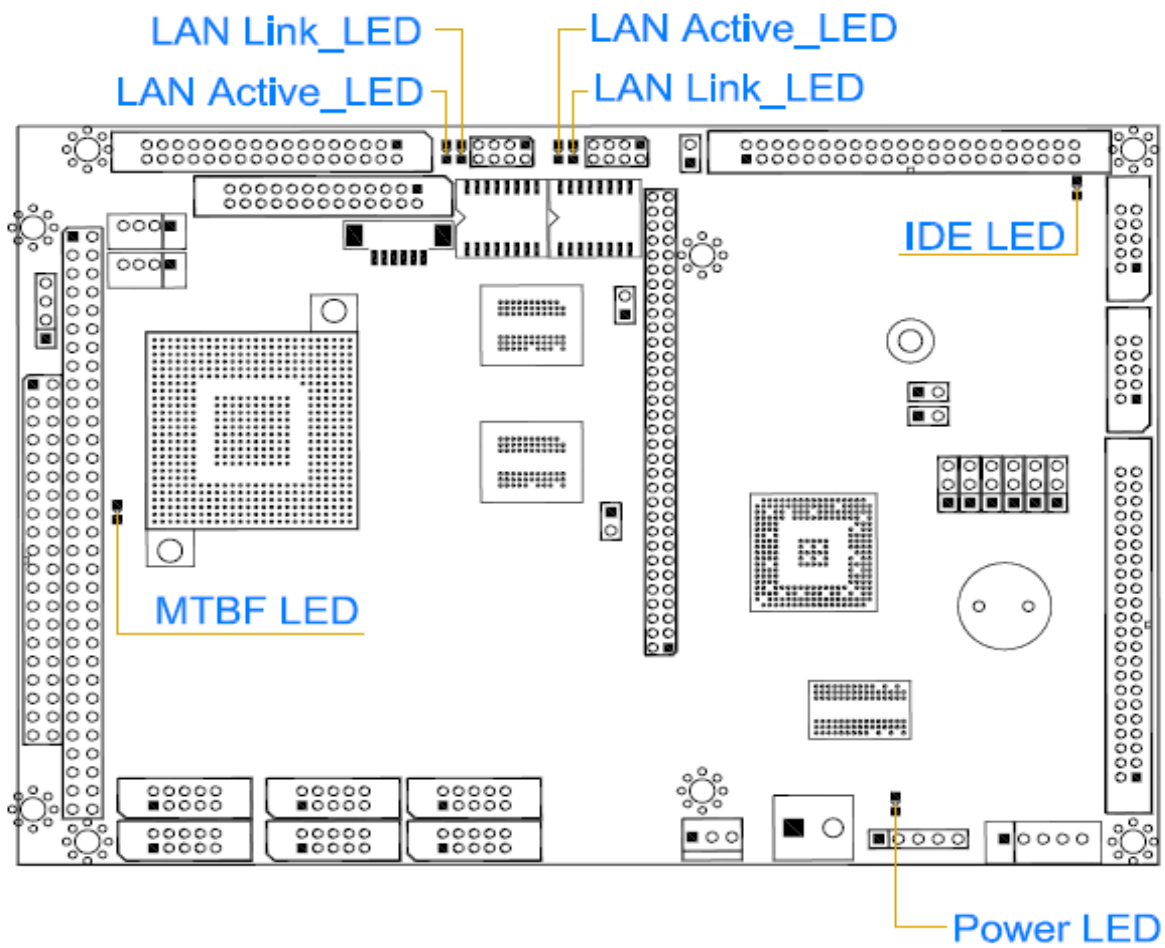 LAN Link_LED
LAN Active_LED
LAN Active_LED
LAN Link_LED
IDE LED
MTBF LED
Power LED